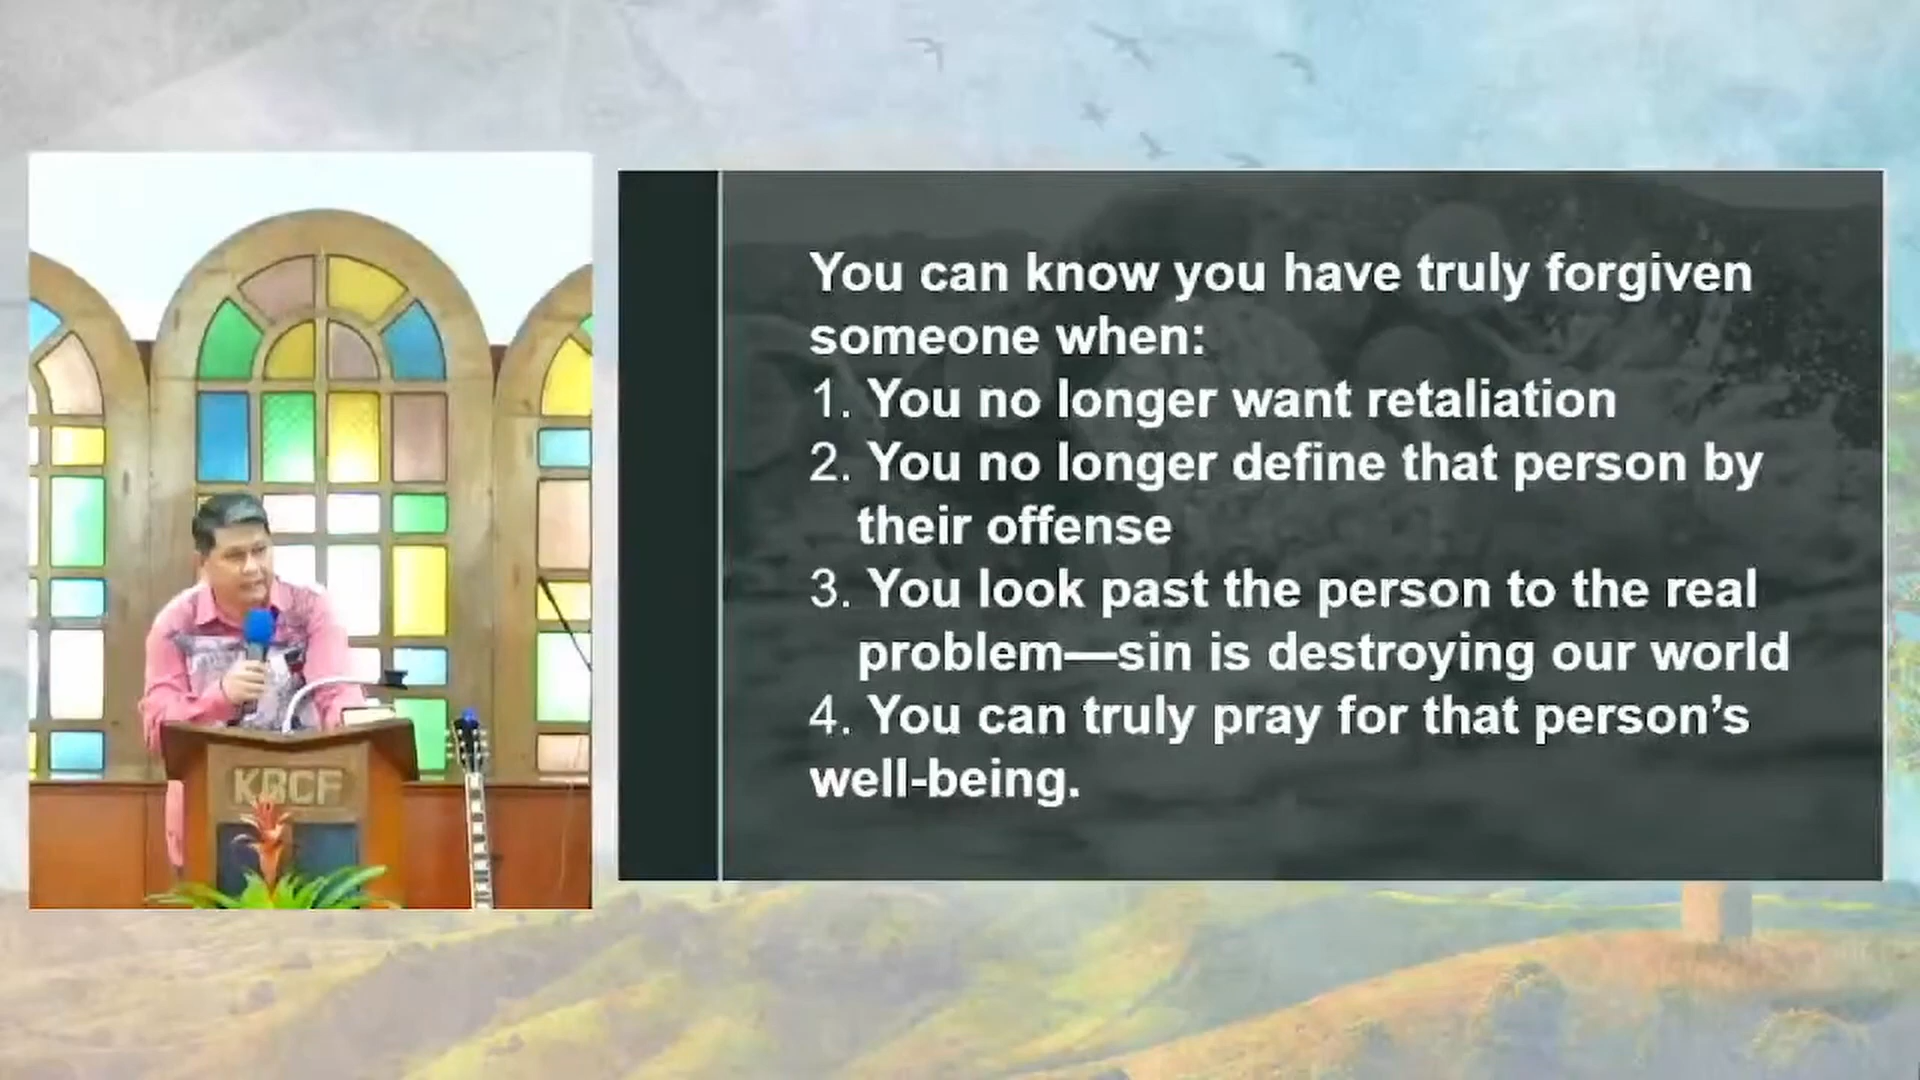 You can know you have truly forgiven
someone when:
1. You no longer want retaliation
2. You no longer define that person by
their offense
3. You look past the person to the real
problem—sin is destroying our world
4. You can truly pray for that person’s
well-being.
KBCF